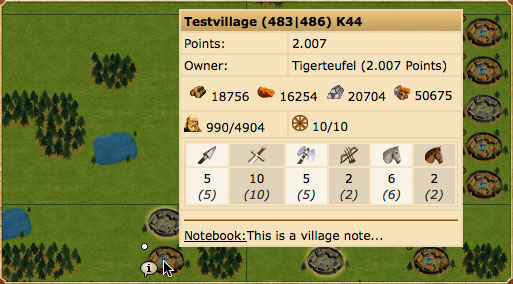 Testvillage (483|486) K44
Points: 2.007
Owner: Tigerteufel (2.007 Points)
18756 16254 20704 50675
990/4904 10/10
5 10 5 2 6 2
(5) (10) (5) (2) (6) (2)
Notebook:This is a village note...
i